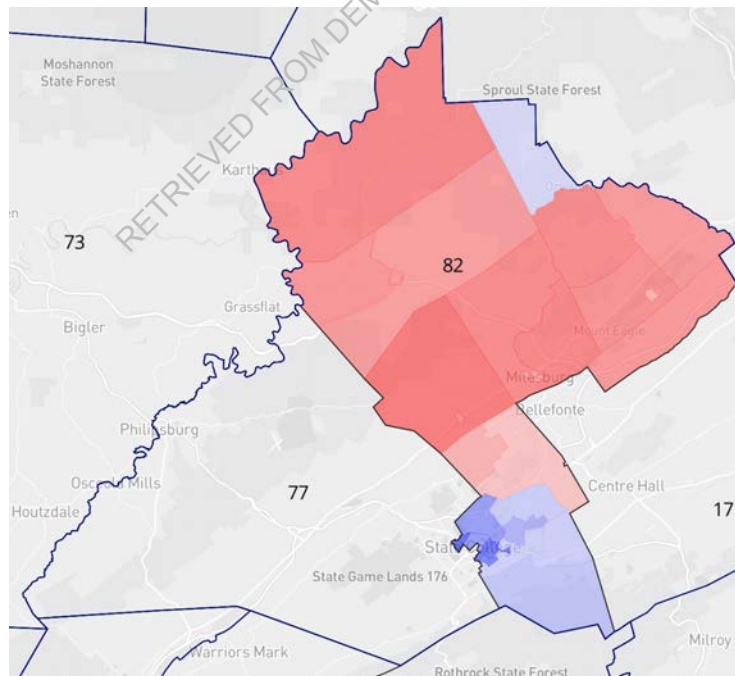 Moshannon
State Forest
RETRIEVED FROM DEM
Sproul State Forest
Karthaus
73
82
Grassflat
Bigler
Mount Eagle
Milesburg
Bellefonte
Philipsburg
Osceola Mills
77
Centre Hall
Houtzdale
17
State College
State Game Lands 176
Warriors Mark
Milroy
Rothrock State Forest